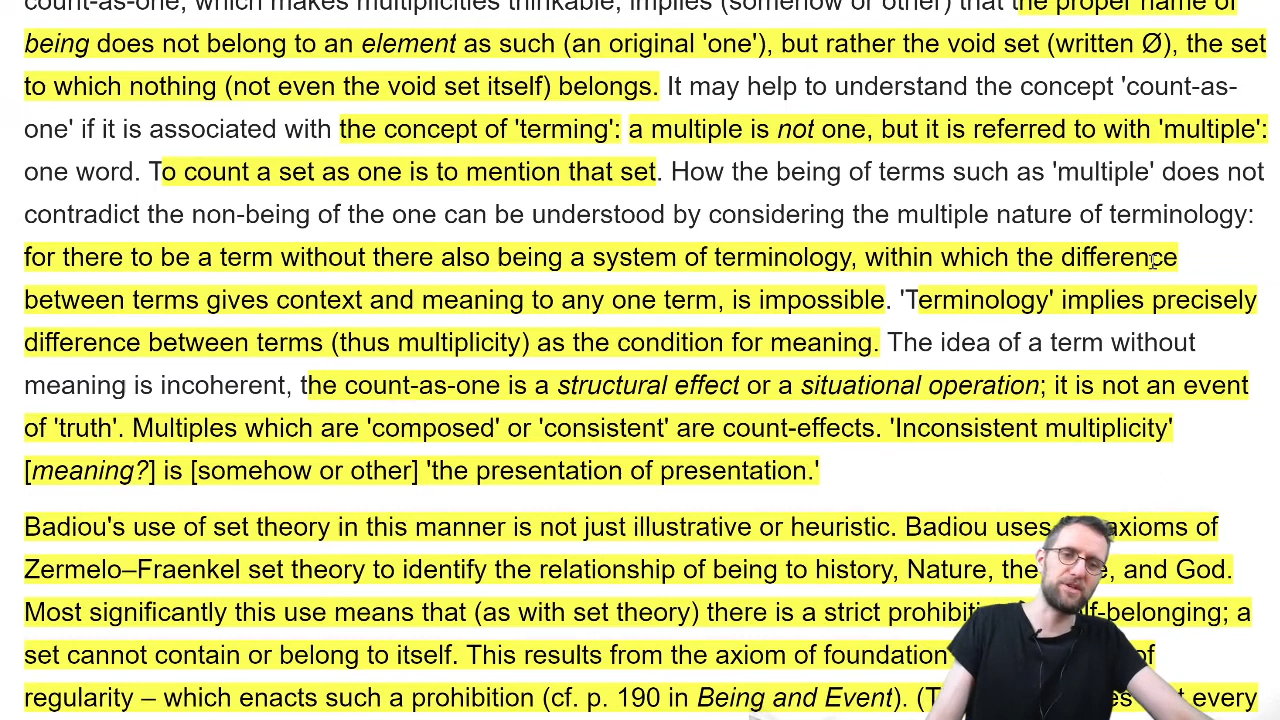 count-as-one, which makes multiplicities thinkable, implies (somehow or other) that the proper name of
being does not belong to an element as such (an original 'one'), but rather the void set (written Ø), the set
to which nothing (not even the void set itself) belongs. It may help to understand the concept 'count-as-
one' if it is associated with the concept of 'terming': a multiple is not one, but it is referred to with 'multiple':
one word. To count a set as one is to mention that set. How the being of terms such as 'multiple' does not
contradict the non-being of the one can be understood by considering the multiple nature of terminology:
for there to be a term without there also being a system of terminology, within which the difference
between terms gives context and meaning to any one term, is impossible. 'Terminology' implies precisely
difference between terms (thus multiplicity) as the condition for meaning. The idea of a term without
meaning is incoherent, the count-as-one is a structural effect or a situational operation; it is not an event
of 'truth'. Multiples which are 'composed' or 'consistent' are count-effects. 'Inconsistent multiplicity'
[meaning?] is [somehow or other] 'the presentation of presentation.'
Badiou's use of set theory in this manner is not just illustrative or heuristic. Badiou uses axioms of
Zermelo–Fraenkel set theory to identify the relationship of being to history, Nature, and God.
Most significantly this use means that (as with set theory) there is a strict a
set cannot contain or belong to itself. This results from the axiom of foundation of
regularity – which enacts such a prohibition (cf. p. 190 in Being and Event). every